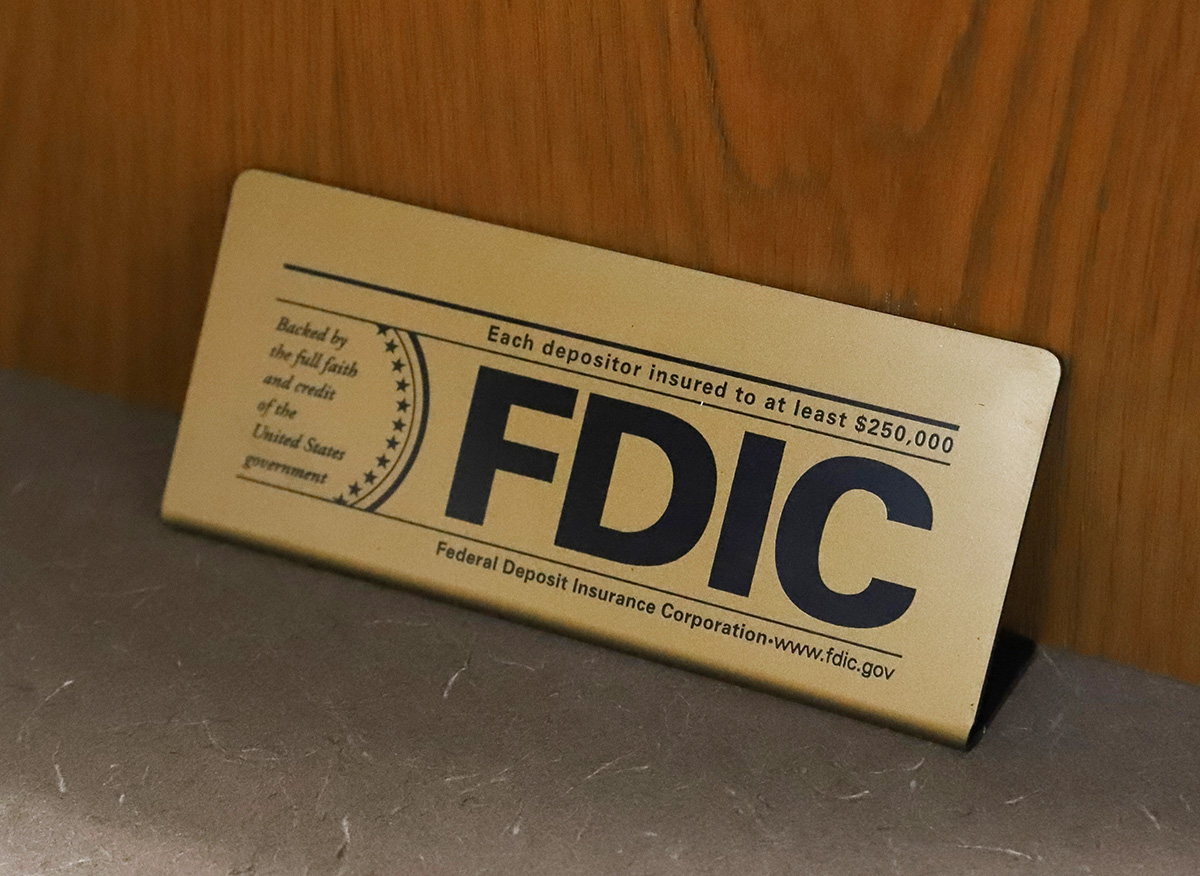 Each depositor insured to at least $250,000
Backed by
the full faith
and credit
of the
United States
government
FDIC
Federal Deposit Insurance Corporation•www.fdic.gov